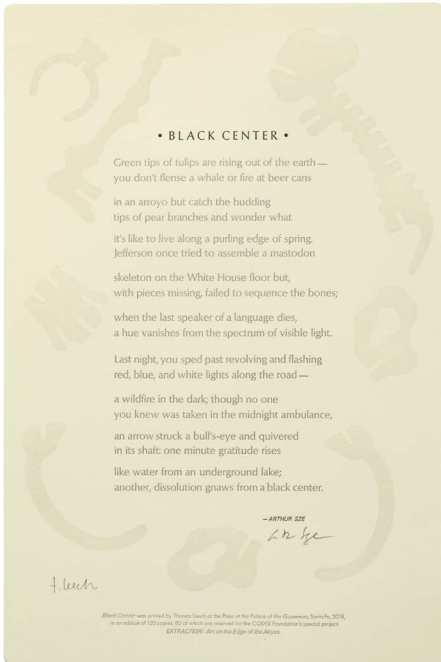 • BLACK CENTER •
Green tips of tulips are rising out of the earth —
you don't flense a whale or fire at beer cans
in an arroyo but catch the budding
tips of pear branches and wonder what
it's like to live along a purling edge of spring.
Jefferson once tried to assemble a mastodon
skeleton on the White House floor but,
with pieces missing, failed to sequence the bones;
when the last speaker of a language dies,
a hue vanishes from the spectrum of visible light.
Last night, you sped past revolving and flashing
red, blue, and white lights along the road —
a wildfire in the dark; though no one
you knew was taken in the midnight ambulance,
an arrow struck a bull's-eye and quivered
in its shaft: one minute gratitude rises
like water from an underground lake;
another, dissolution gnaws from a black center.
—ARTHUR SZE
t. leech
Black Center was printed by Thomas Leech at the Press at the Palace of the Governors, Santa Fe, 2018,
in an edition of 120 copies, 80 of which are reserved for the CODEX Foundation's special project:
EXTRACTION: Art on the Edge of the Abyss.